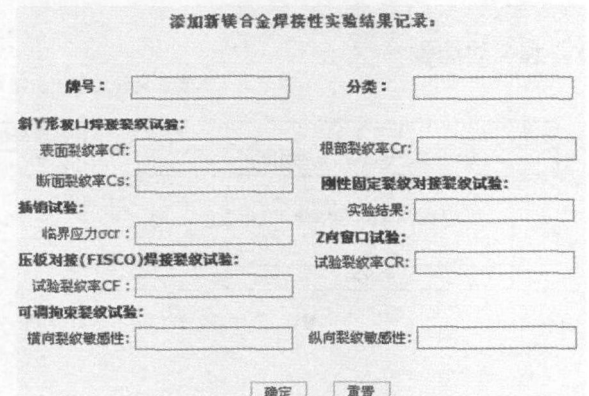 添加新镁合金焊接性实验结果记录:
牌号: 分类:
斜Y形坡口焊接裂纹试验:
表面裂纹率Cf: 根部裂纹率Cr:
断面裂纹率Cs: 刚性固定裂纹对接裂纹试验:
插销试验: 实验结果:
临界应力σcr: Z向窗口试验:
压板对接(FISCO)焊接裂纹试验: 试验裂纹率CR:
试验裂纹率CF:
可调拘束裂纹试验:
横向裂纹敏感性: 纵向裂纹敏感性:
确定 重置